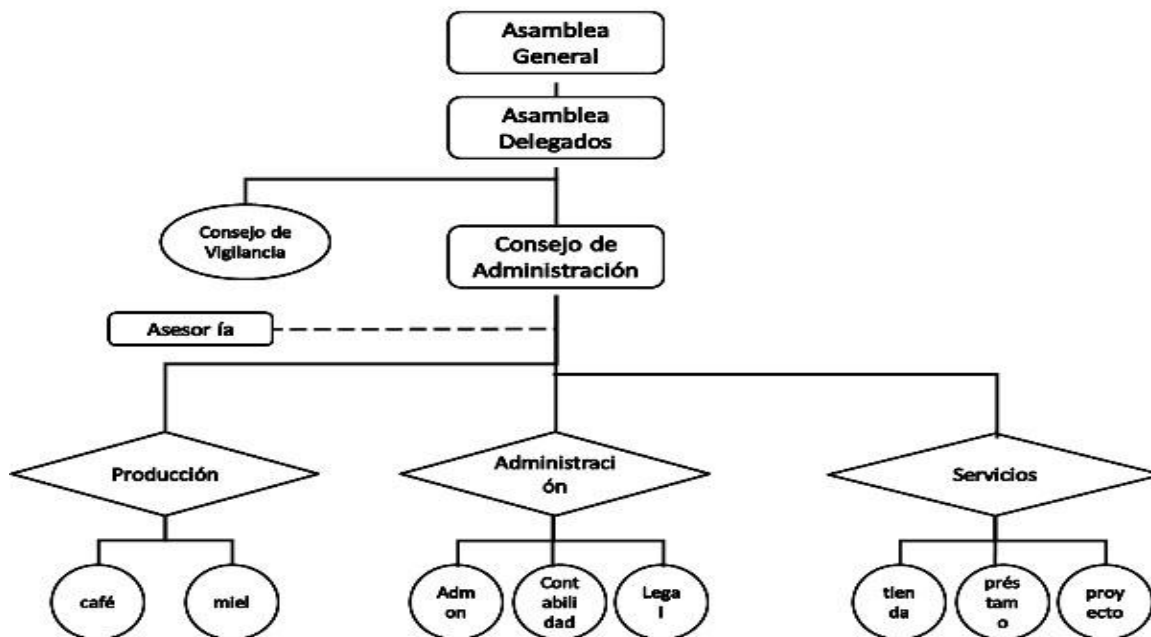 Asamblea
General
Asamblea
Delegados
Consejo de
Vigilancia
Consejo de
Administración
Asesor ía
Producción
Administraci
ón
Servicios
café
miel
Adm
on
Cont
abili
dad
Lega
l
tien
da
prés
tam
o
proy
ecto